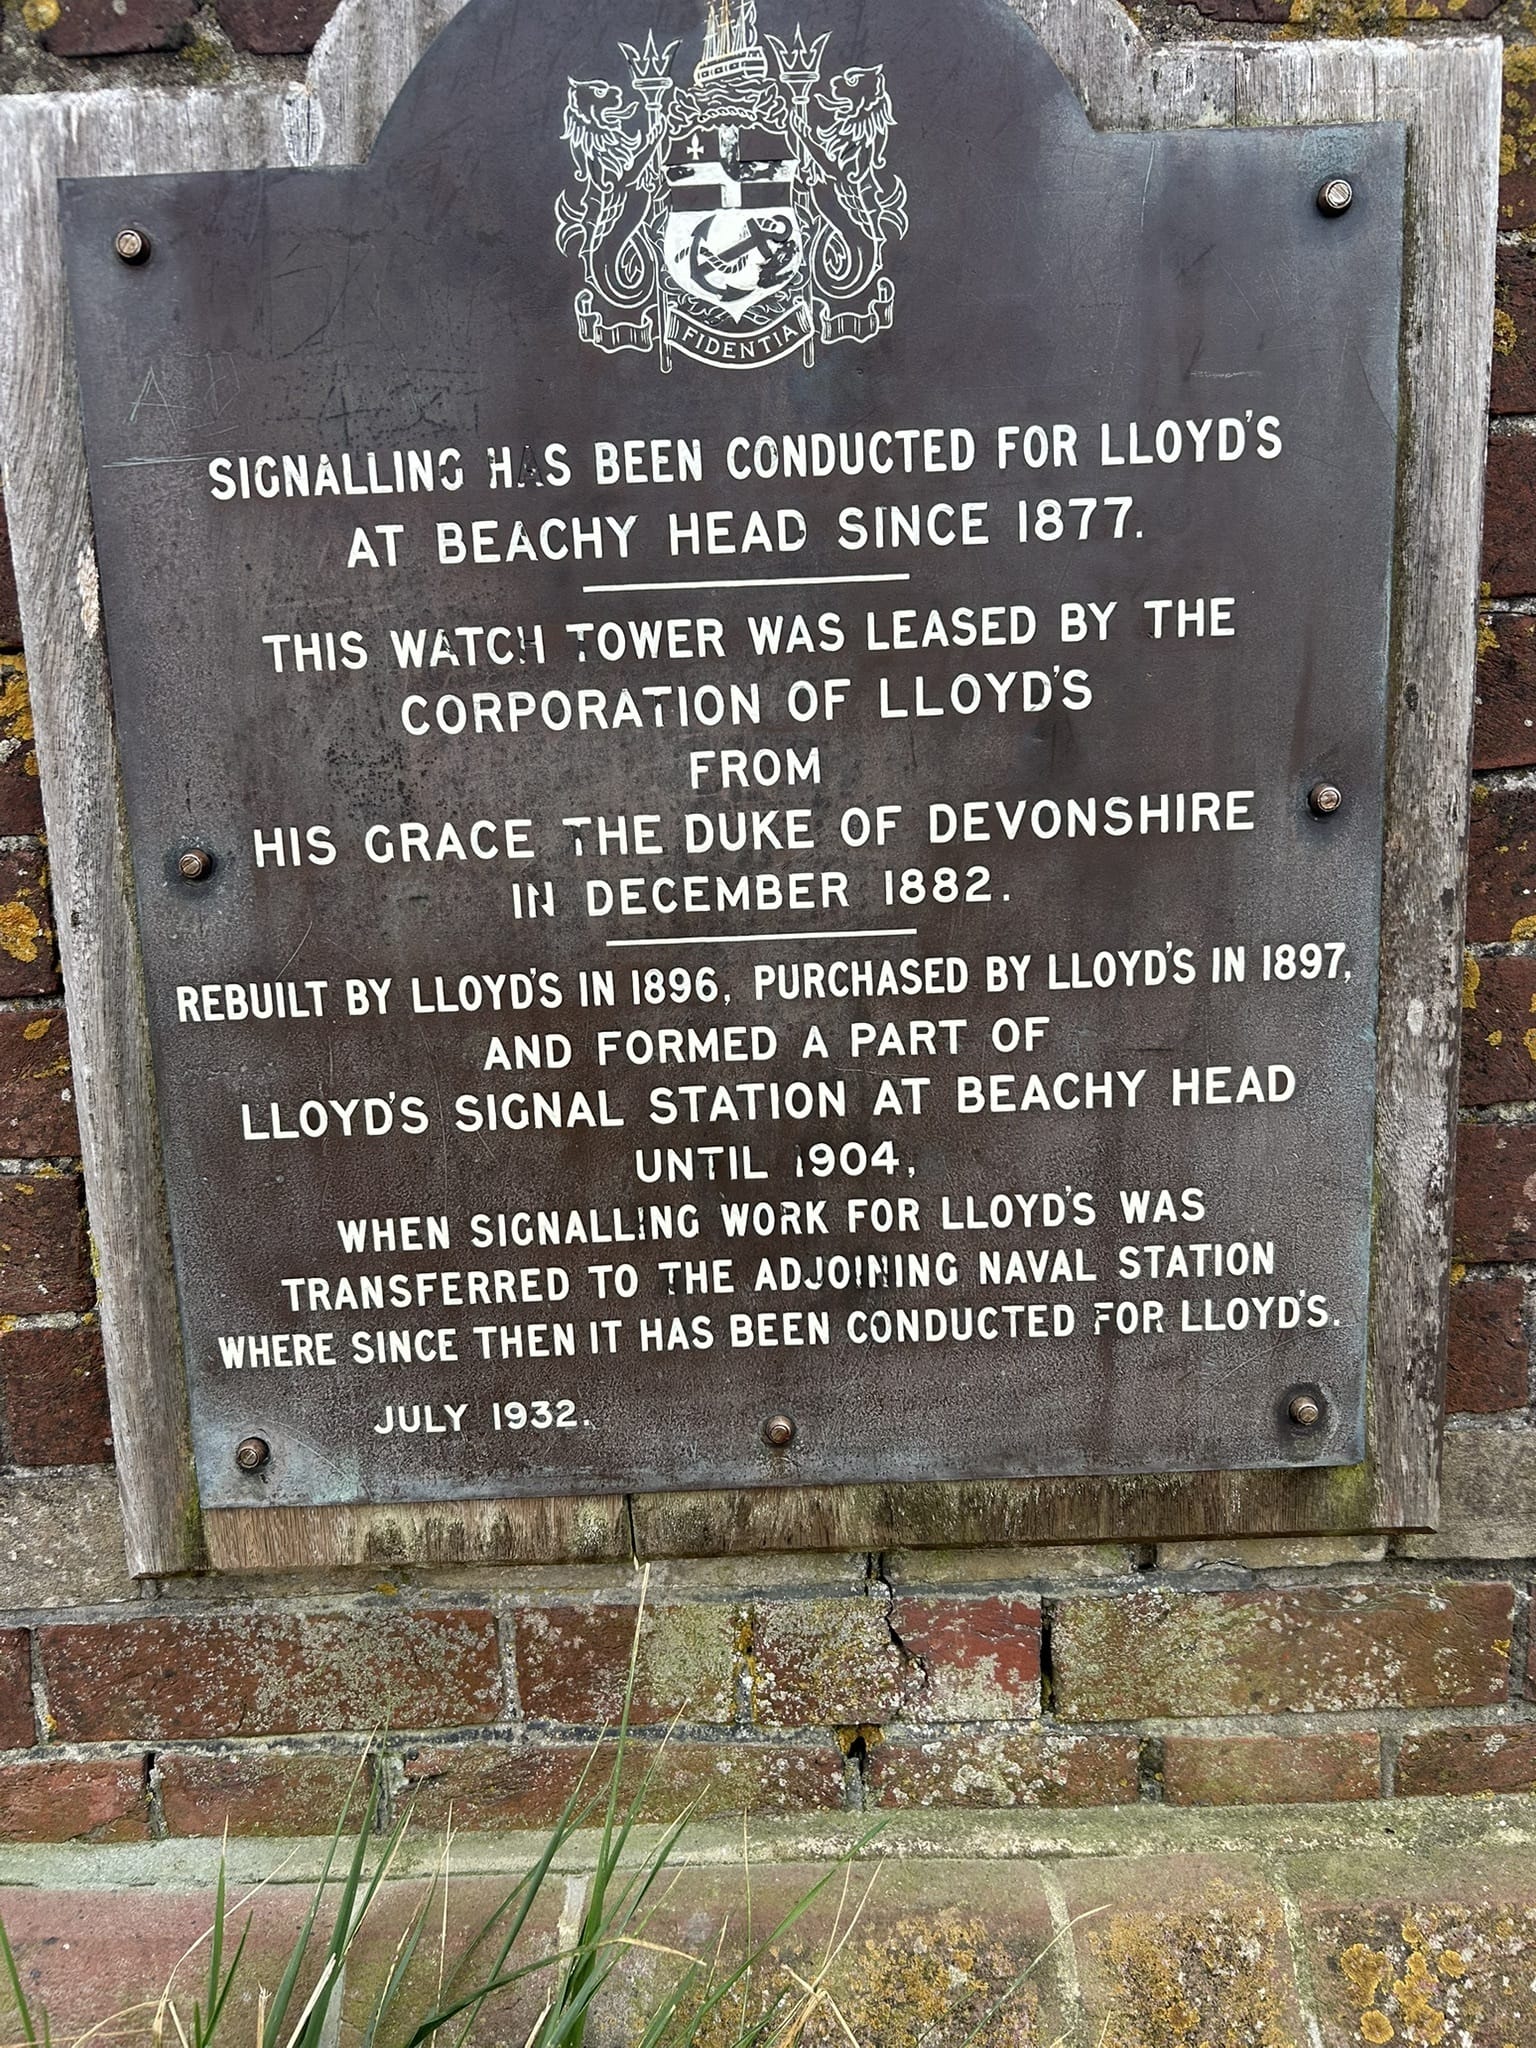 FIDENTIA
SIGNALLING HAS BEEN CONDUCTED FOR LLOYD'S
AT BEACHY HEAD SINCE 1877.
THIS WATCH TOWER WAS LEASED BY THE
CORPORATION OF LLOYD'S
FROM
HIS GRACE THE DUKE OF DEVONSHIRE
IN DECEMBER 1882.
REBUILT BY LLOYD'S IN 1896, PURCHASED BY LLOYD'S IN 1897,
AND FORMED A PART OF
LLOYD'S SIGNAL STATION AT BEACHY HEAD
UNTIL 1904,
WHEN SIGNALLING WORK FOR LLOYD'S WAS
TRANSFERRED TO THE ADJOINING NAVAL STATION
WHERE SINCE THEN IT HAS BEEN CONDUCTED FOR LLOYD'S.
JULY 1932.